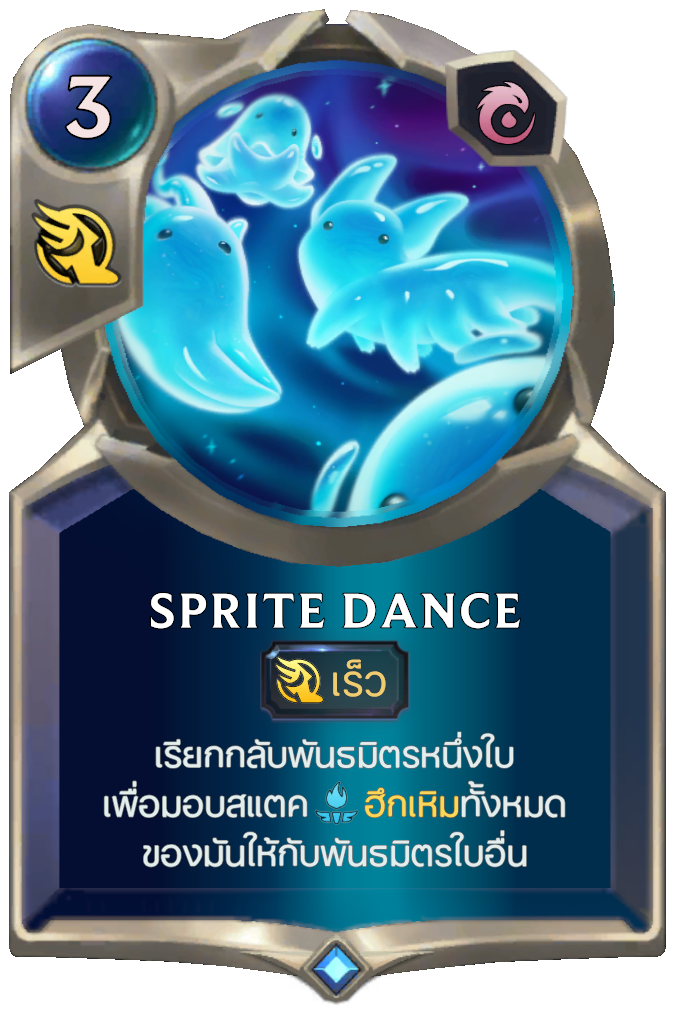 3
SPRITE DANCE
เร็ว
เรียกกลับพันธมิตรหนึ่งใบ
เพื่อมอบสแตค ฮึกเหิมทั้งหมด
ของมันให้กับพันธมิตรใบอื่น